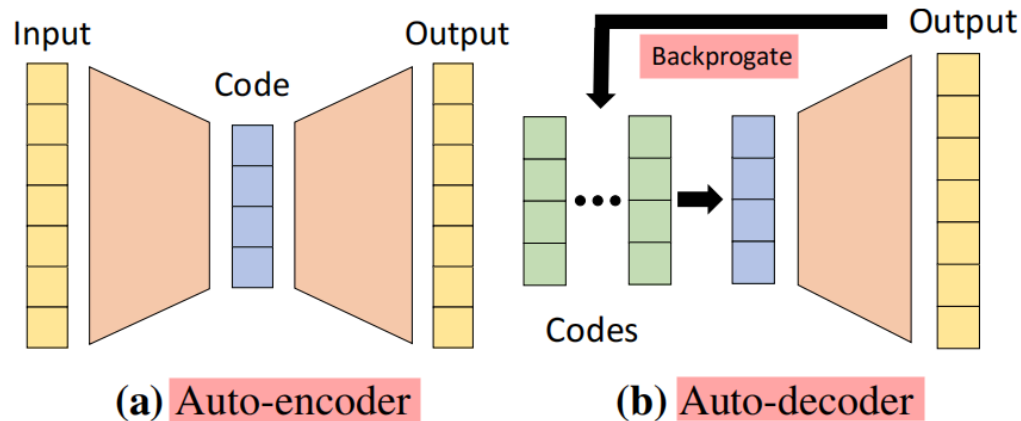 Input
Output
Code
(a) Auto-encoder
Output
Backprogate
Codes
(b) Auto-decoder